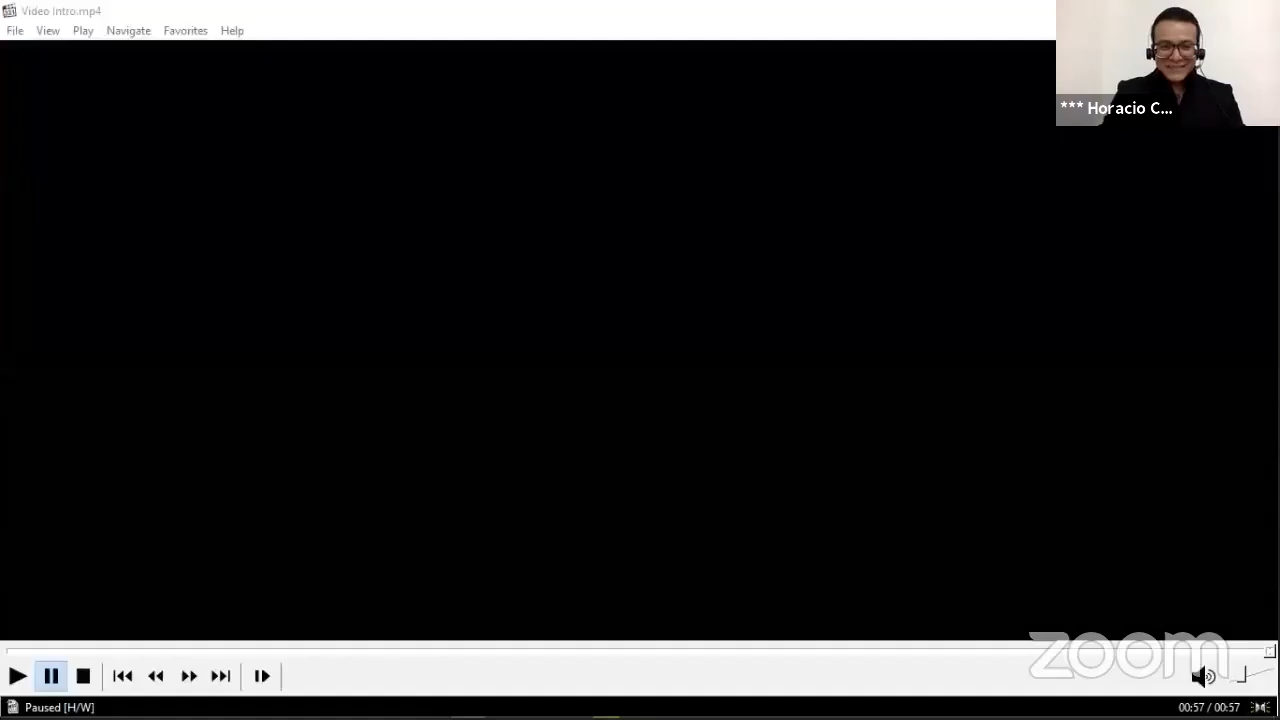 Video Intro.mp4
File View Play Navigate Favorites Help
*** Horacio C...
zoom
Paused [H/W]
00:57 / 00:57